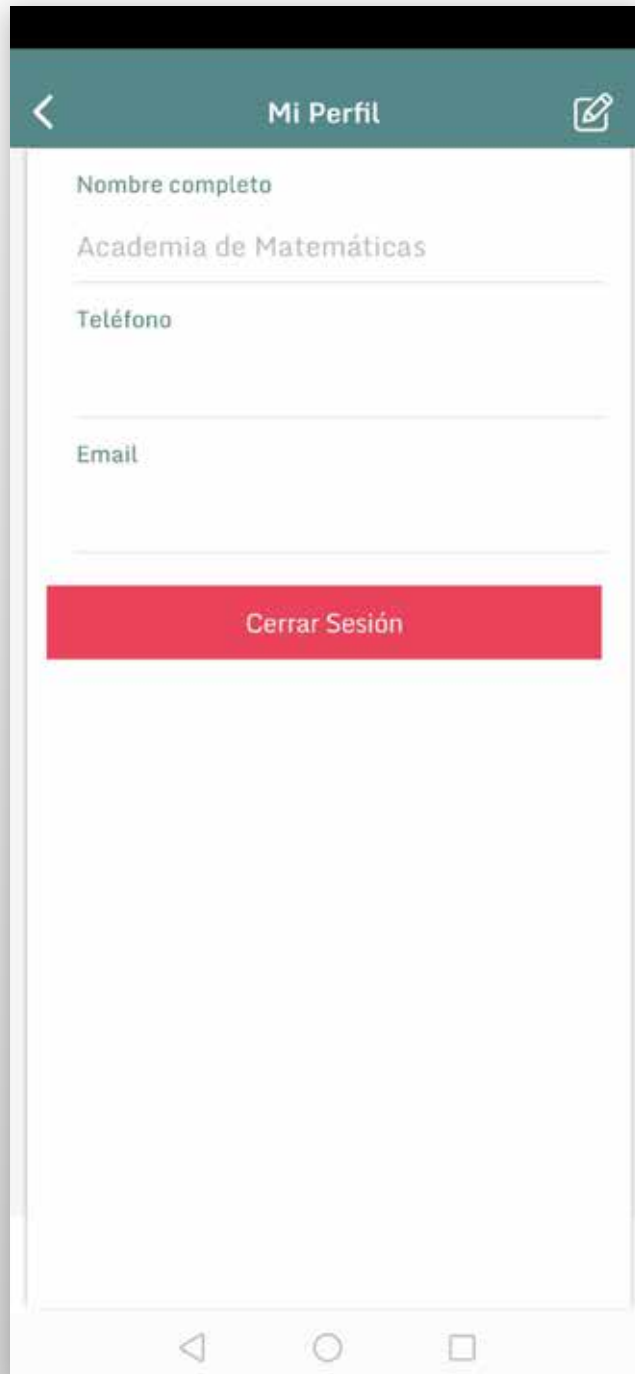 Mi Perfil
Nombre completo
Academia de Matemáticas
Teléfono
Email
Cerrar Sesión